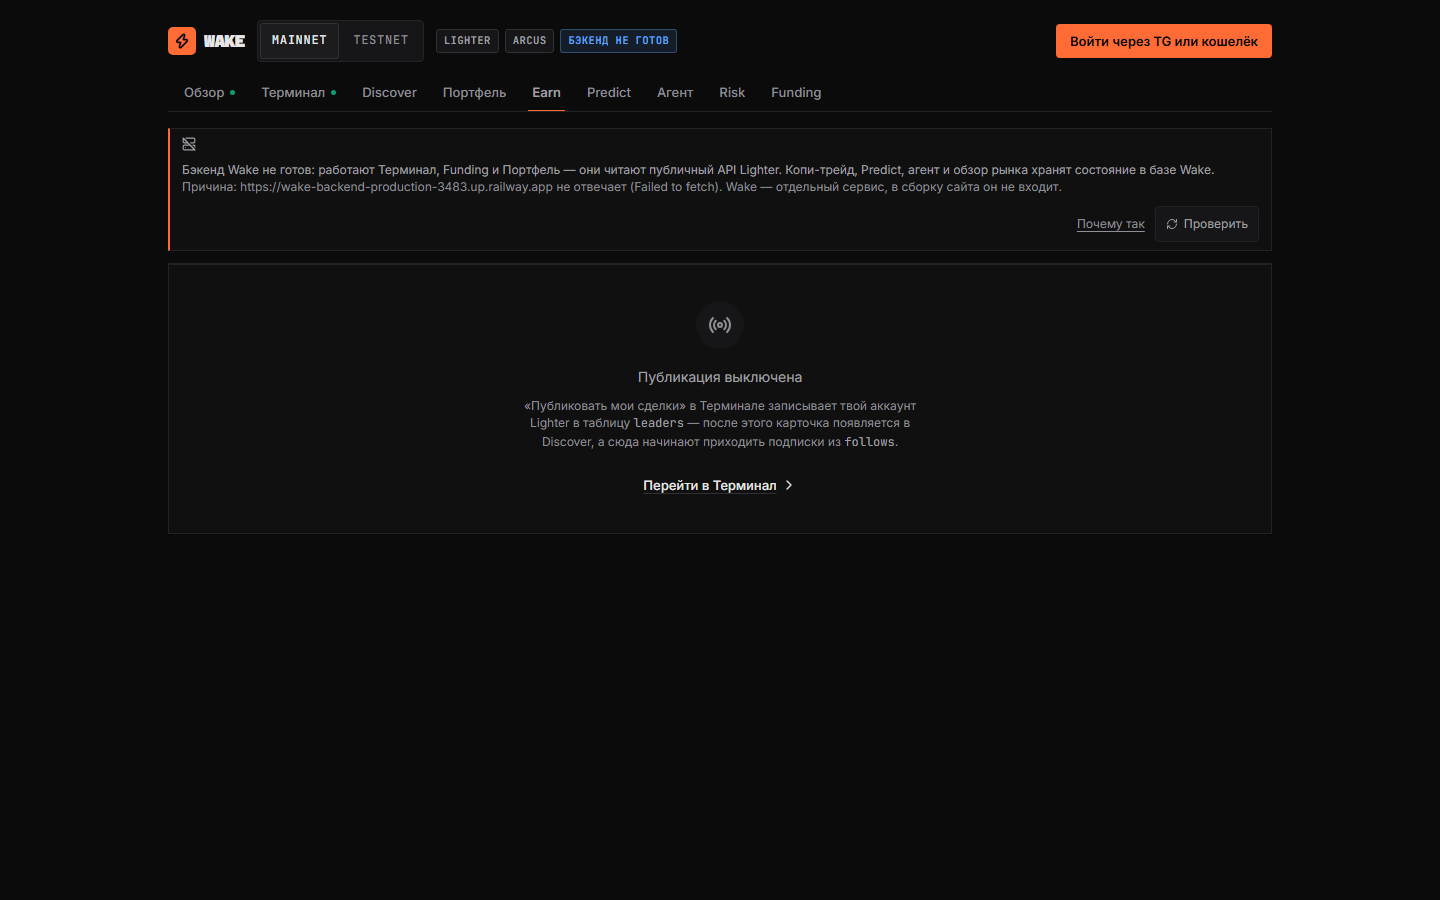 WAKE
MAINNET
TESTNET
LIGHTER
ARCUS
БЭКЕНД НЕ ГОТОВ
Войти через TG или кошелёк
Обзор
Терминал
Discover
Портфель
Earn
Predict
Агент
Risk
Funding
Бэкенд Wake не готов: работают Терминал, Funding и Портфель — они читают публичный API Lighter. Копи-трейд, Predict, агент и обзор рынка хранят состояние в базе Wake.
Причина: https://wake-backend-production-3483.up.railway.app не отвечает (Failed to fetch). Wake — отдельный сервис, в сборку сайта он не входит.
Почему так
Проверить
Публикация выключена
«Публиковать мои сделки» в Терминале записывает твой аккаунт
Lighter в таблицу leaders — после этого карточка появляется в
Discover, а сюда начинают приходить подписки из follows.
Перейти в Терминал